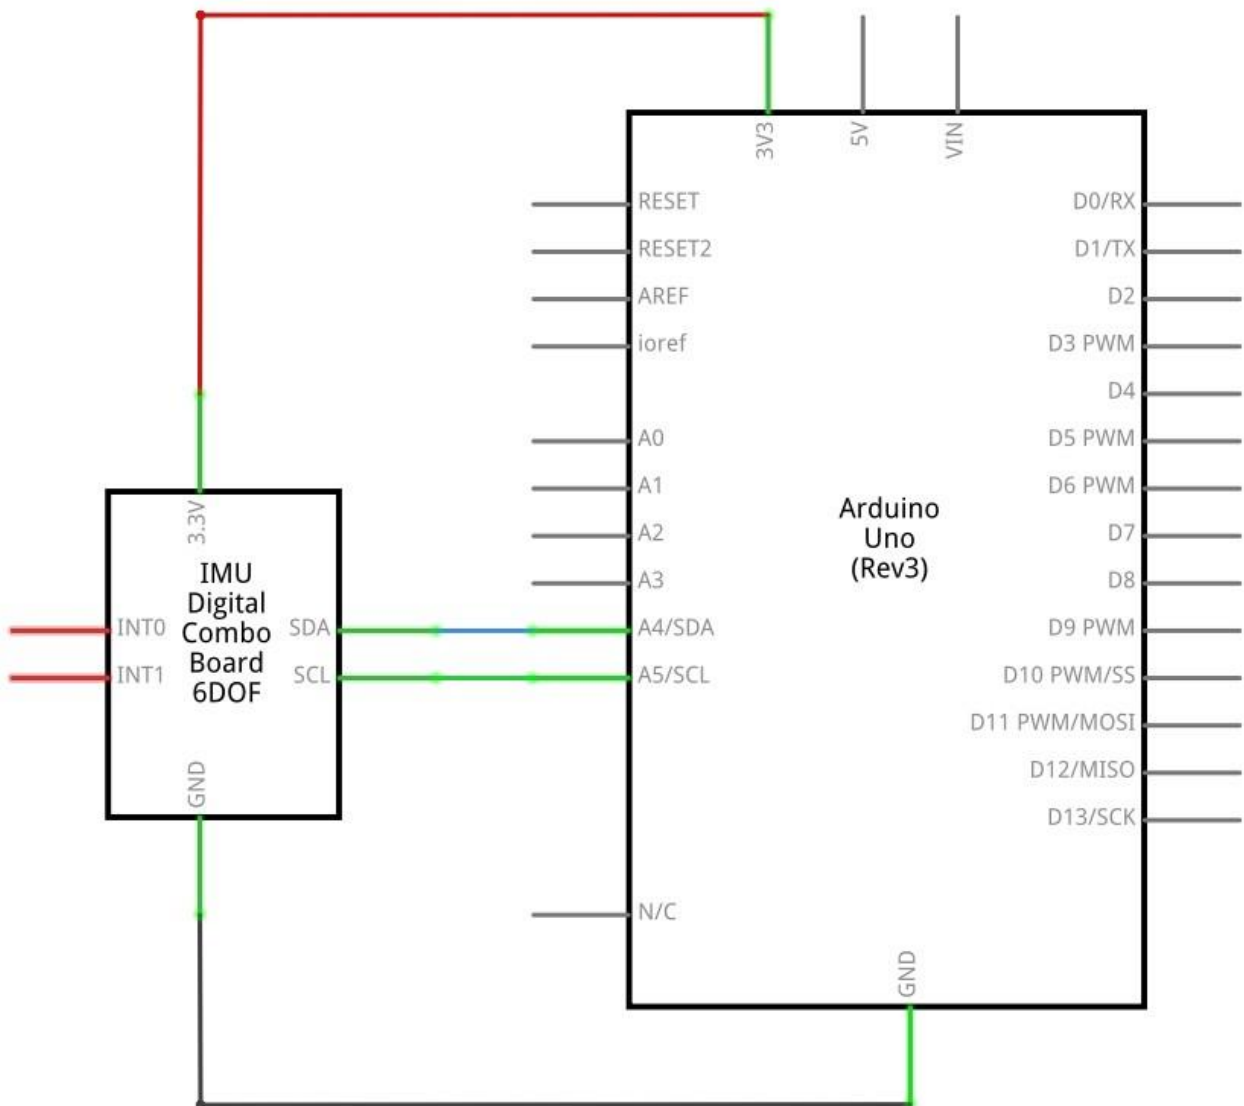 3V3
5V
VIN
RESET
D0/RX
RESET2
D1/TX
AREF
D2
ioref
D3 PWM
D4
A0
D5 PWM
A1
D6 PWM
A2
D7
A3
D8
Arduino
Uno
(Rev3)
3.3V
IMU
Digital
Combo
Board
6DOF
INT0
SDA
A4/SDA
D9 PWM
INT1
SCL
A5/SCL
D10 PWM/SS
D11 PWM/MOSI
D12/MISO
D13/SCK
GND
N/C
GND